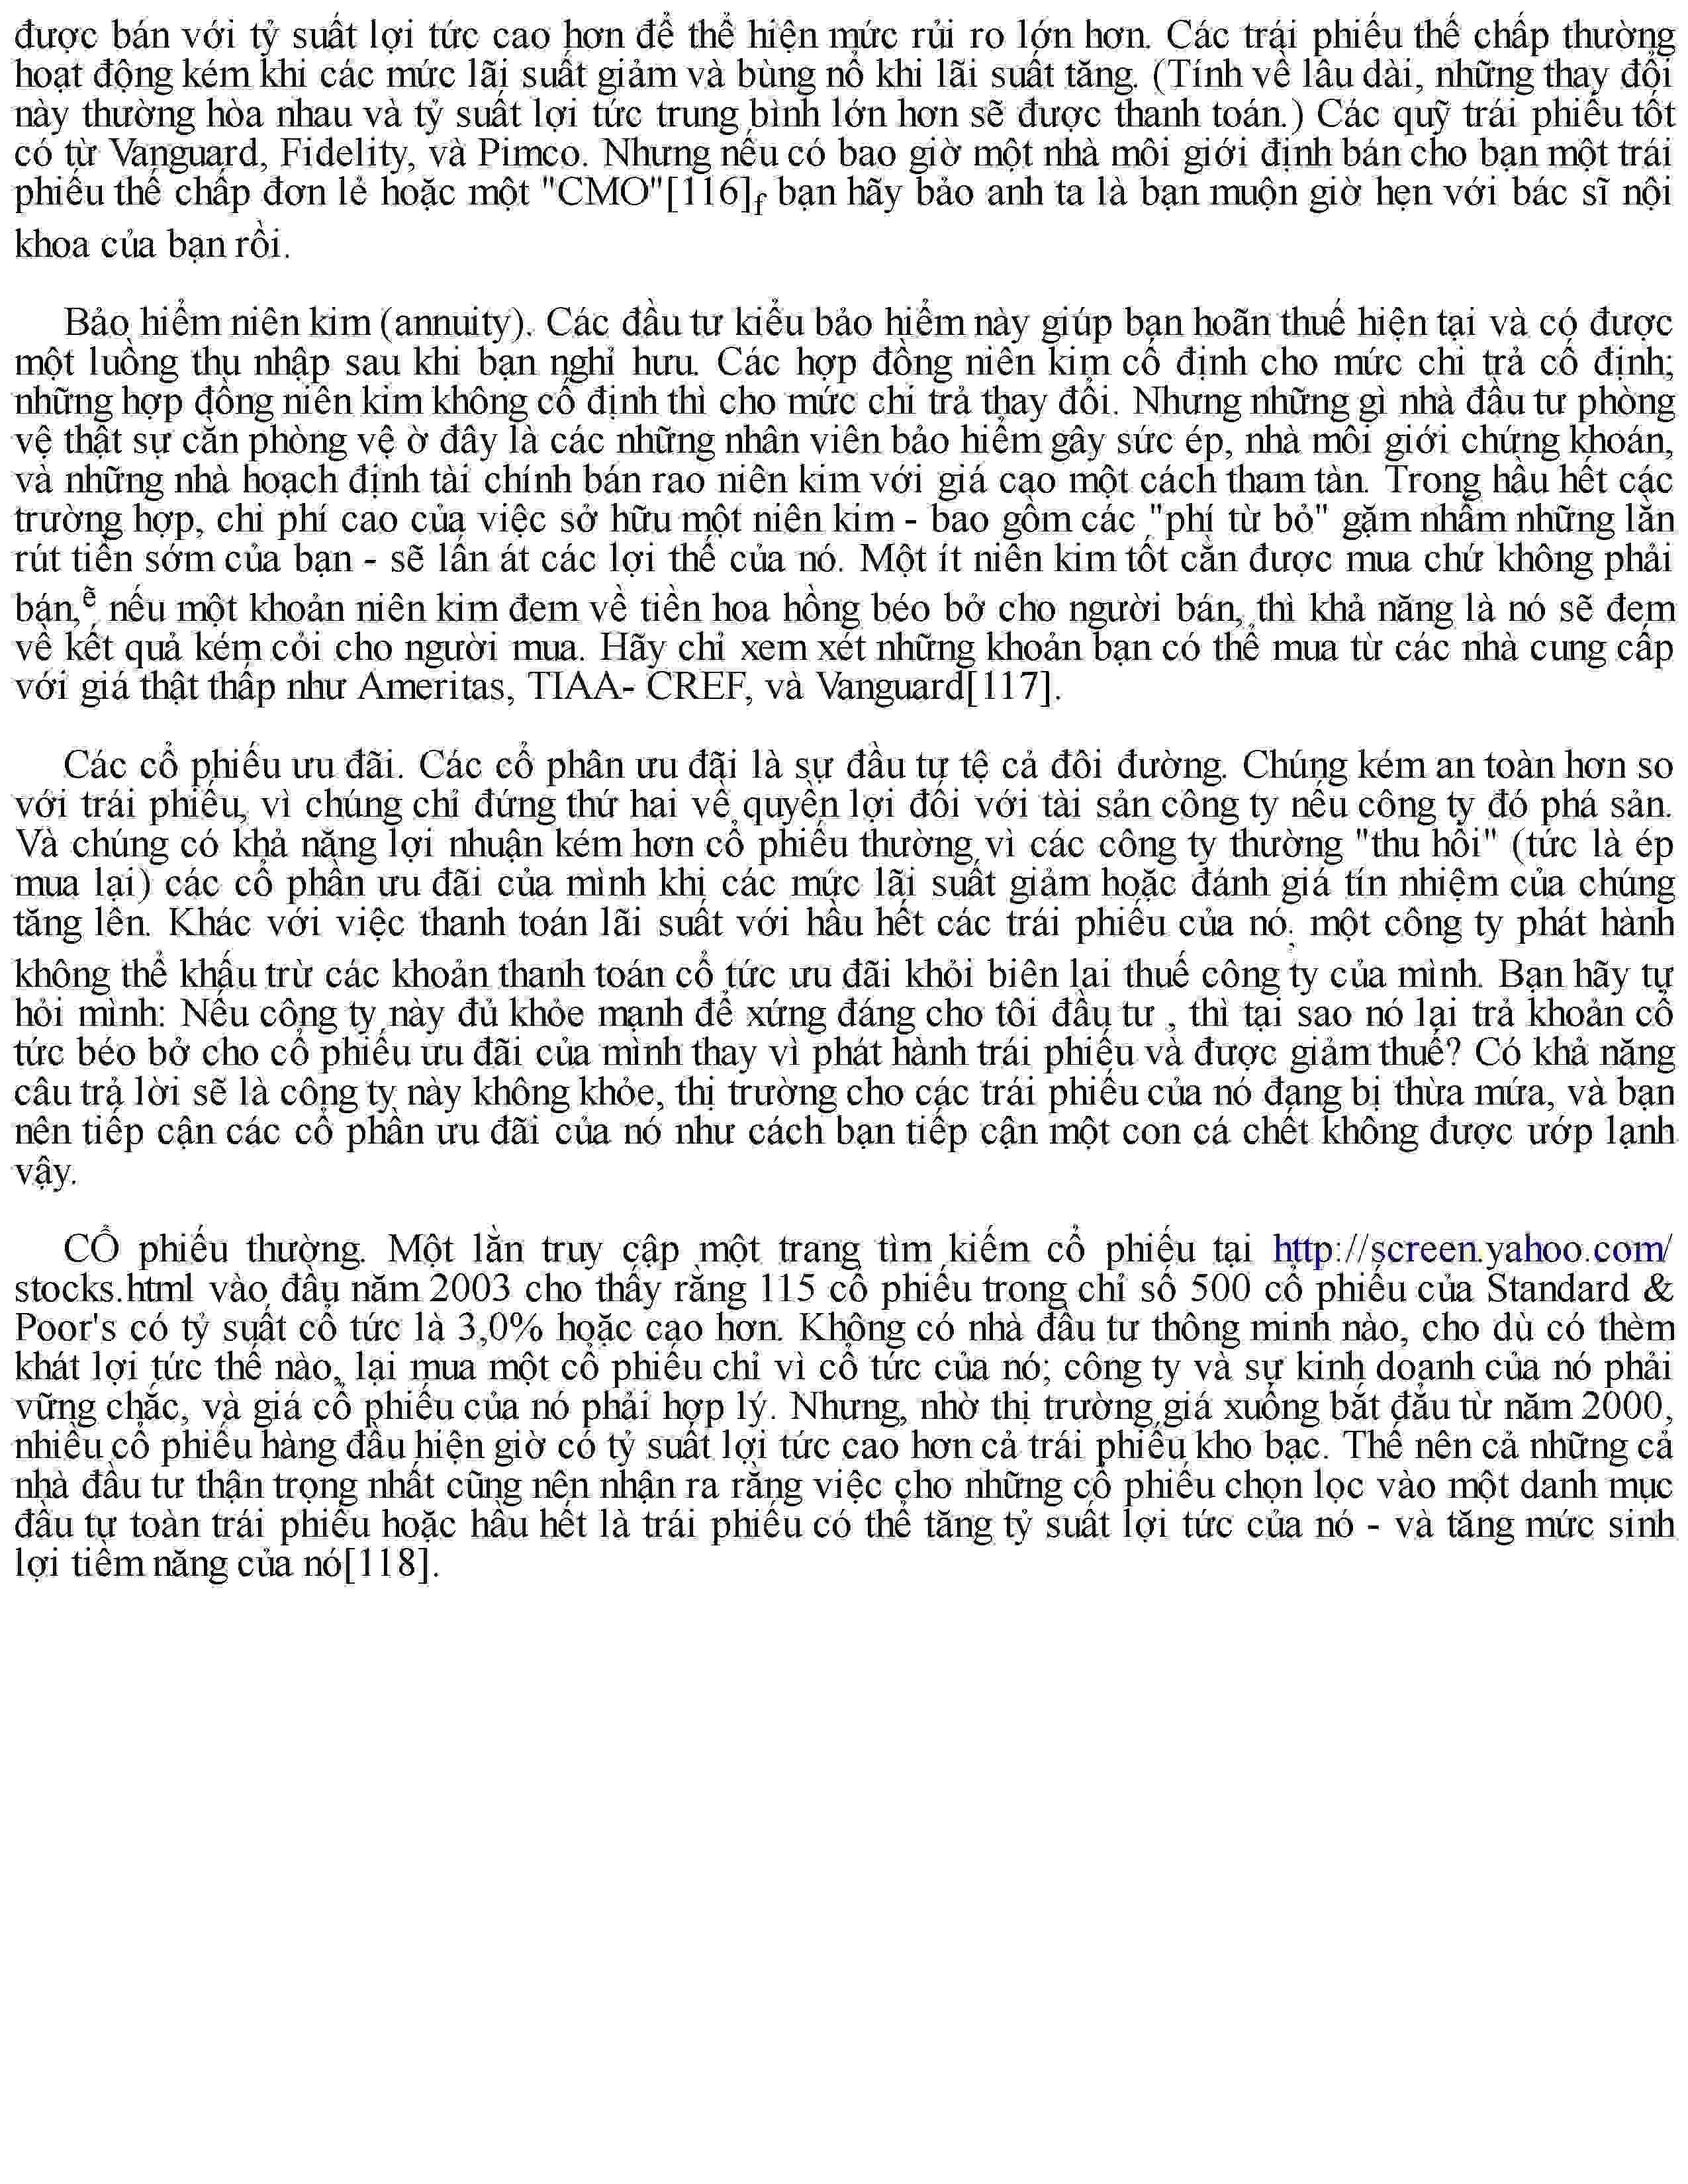 được bán với tỷ suất lợi tức cao hơn để thể hiện mức rủi ro lớn hơn. Các trái phiếu thế chấp thường
hoạt động kém khi các mức lãi suất giảm và bùng nổ khi lãi suất tăng. (Tính về lâu dài, những thay đổi
này thường hòa nhau và tỷ suất lợi tức trung bình lớn hơn sẽ được thanh toán.) Các quỹ trái phiếu tốt
có từ Vanguard, Fidelity, và Pimco. Nhưng nếu có bao giờ một nhà môi giới định bán cho bạn một trái
phiếu thế chấp đơn lẻ hoặc một "CMO"[116]f bạn hãy bảo anh ta là bạn muộn giờ hẹn với bác sĩ nội
khoa của bạn rồi.
Bảo hiểm niên kim (annuity). Các đầu tư kiểu bảo hiểm này giúp bạn hoãn thuế hiện tại và có được
một luồng thu nhập sau khi bạn nghỉ hưu. Các hợp đồng niên kim cố định cho mức chi trả cố định;
những hợp đồng niên kim không cố định thì cho mức chi trả thay đổi. Nhưng những gì nhà đầu tư phòng
vệ thật sự cần phòng vệ ờ đây là các những nhân viên bảo hiểm gây sức ép, nhà môi giới chứng khoán,
và những nhà hoạch định tài chính bán rao niên kim với giá cao một cách tham tàn. Trong hầu hết các
trường hợp, chi phí cao của việc sở hữu một niên kim - bao gồm các "phí từ bỏ" gặm nhấm những lần
rút tiền sớm của bạn - sẽ lấn át các lợi thế của nó. Một ít niên kim tốt cần được mua chứ không phải
bán,ễ nếu một khoản niên kim đem về tiền hoa hồng béo bở cho người bán, thì khả năng là nó sẽ đem
về kết quả kém cỏi cho người mua. Hãy chỉ xem xét những khoản bạn có thể mua từ các nhà cung cấp
với giá thật thấp như Ameritas, TIAA- CREF, và Vanguard[117].
Các cổ phiếu ưu đãi. Các cổ phân ưu đãi là sự đầu tư tệ cả đôi đường. Chúng kém an toàn hơn so
với trái phiếu, vì chúng chỉ đứng thứ hai về quyền lợi đối với tài sản công ty nếu công ty đó phá sản.
Và chúng có khả năng lợi nhuận kém hơn cổ phiếu thường vì các công ty thường "thu hồi" (tức là ép
mua lại) các cổ phần ưu đãi của mình khi các mức lãi suất giảm hoặc đánh giá tín nhiệm của chúng
tăng lên. Khác với việc thanh toán lãi suất với hầu hết các trái phiếu của nó; một công ty phát hành
không thể khấu trừ các khoản thanh toán cổ tức ưu đãi khỏi biên lai thuế công ty của mình. Bạn hãy tự
hỏi mình: Nếu công ty này đủ khỏe mạnh để xứng đáng cho tôi đầu tư , thì tại sao nó lại trả khoản cổ
tức béo bở cho cổ phiếu ưu đãi của mình thay vì phát hành trái phiếu và được giảm thuế? Có khả năng
câu trả lời sẽ là công ty này không khỏe, thị trường cho các trái phiếu của nó đang bị thừa mứa, và bạn
nên tiếp cận các cổ phần ưu đãi của nó như cách bạn tiếp cận một con cá chết không được ướp lạnh
vậy.
CỔ phiếu thường. Một lần truy cập một trang tìm kiếm cổ phiếu tại http://screen.yahoo.com/
stocks.html vào đầu năm 2003 cho thấy rằng 115 cổ phiếu trong chỉ số 500 cổ phiếu của Standard &
Poor's có tỷ suất cổ tức là 3,0% hoặc cao hơn. Không có nhà đầu tư thông minh nào, cho dù có thèm
khát lợi tức thế nào, lại mua một cổ phiếu chỉ vì cổ tức của nó; công ty và sự kinh doanh của nó phải
vững chắc, và giá cổ phiếu của nó phải hợp lý. Nhưng, nhờ thị trường giá xuống bắt đẩu từ năm 2000,
nhiều cổ phiếu hàng đầu hiện giờ có tỷ suất lợi tức cao hơn cả trái phiếu kho bạc. Thế nên cả những cả
nhà đầu tư thận trọng nhất cũng nên nhận ra rằng việc cho những cổ phiếu chọn lọc vào một danh mục
đầu tư toàn trái phiếu hoặc hầu hết là trái phiếu có thể tăng tỷ suất lợi tức của nó - và tăng mức sinh
lợi tiềm năng của nó[118].